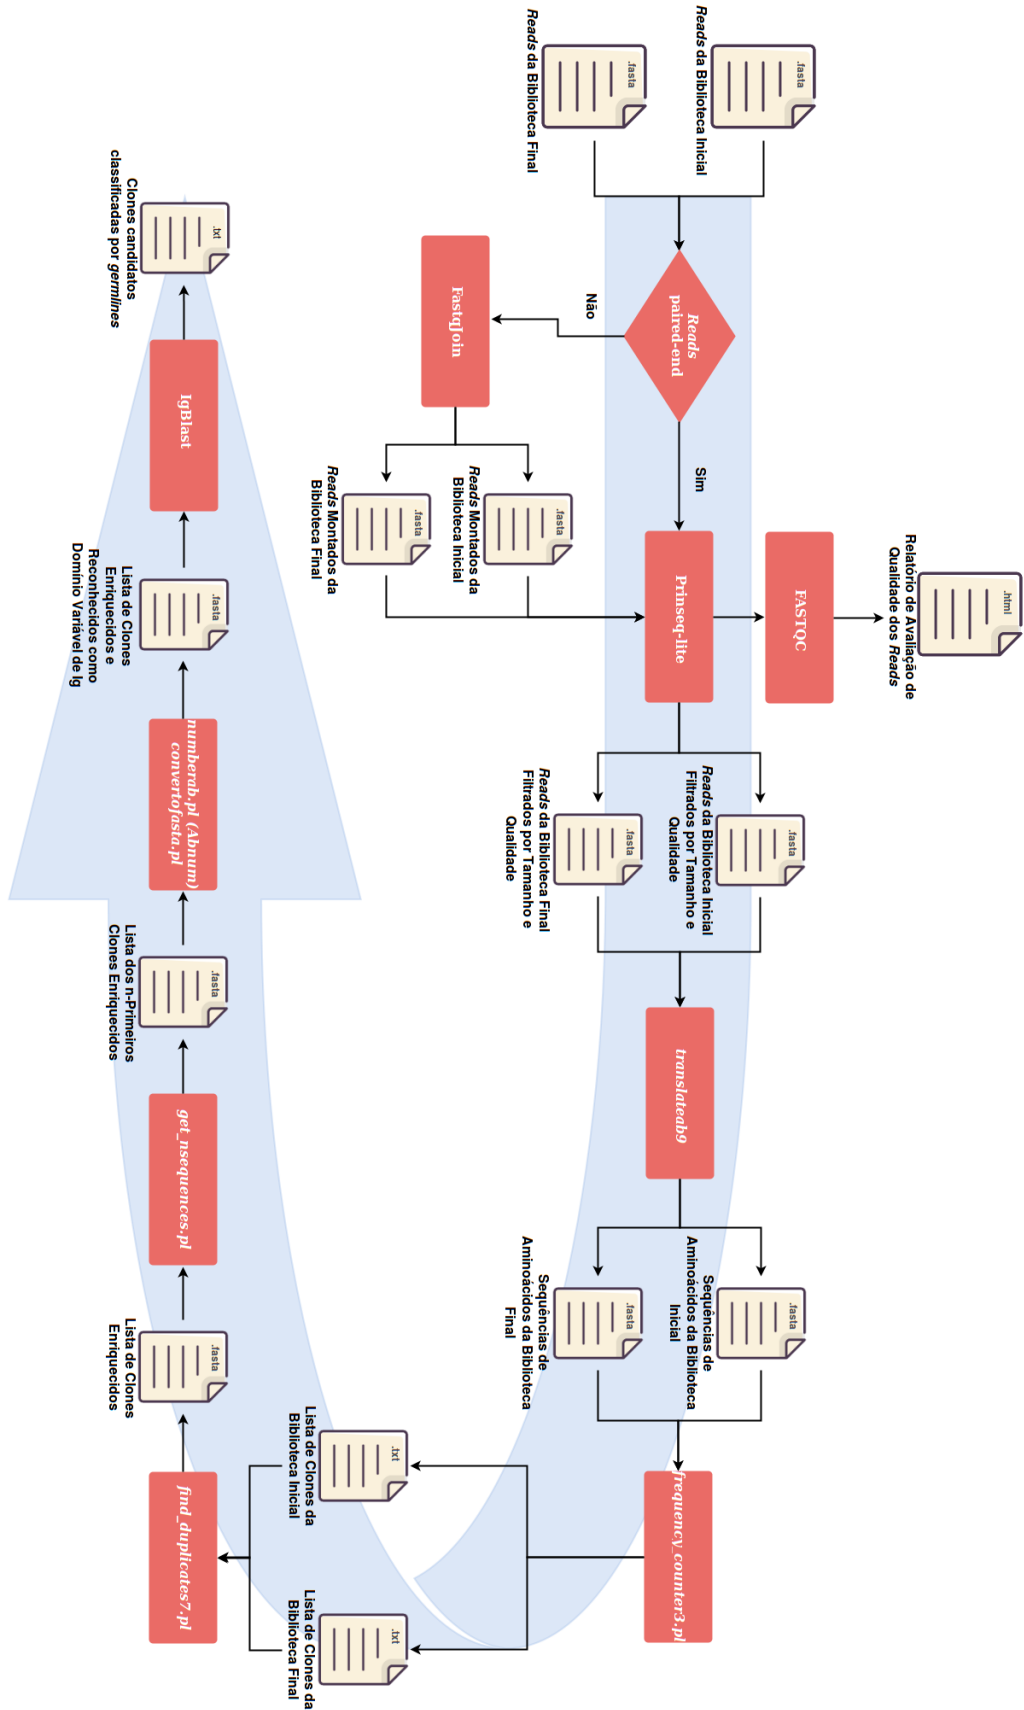 .fasta
Reads da Biblioteca Inicial
.fasta
Reads da Biblioteca Final
Reads
paired-end
Não
Sim
FastqJoin
.fasta
Reads Montados da
Biblioteca Inicial
.fasta
Reads Montados da
Biblioteca Final
Prinseq-lite
FASTQC
.html
Relatório de Avaliação de
Qualidade dos Reads
.fasta
Reads da Biblioteca Inicial
Filtrados por Tamanho e
Qualidade
.fasta
Reads da Biblioteca Final
Filtrados por Tamanho e
Qualidade
translateab9
.fasta
Sequências de
Aminoácidos da Biblioteca
Inicial
.fasta
Sequências de
Aminoácidos da Biblioteca
Final
frequency_counter3.pl
.txt
Lista de Clones da
Biblioteca Inicial
.txt
Lista de Clones da
Biblioteca Final
find_duplicates7.pl
.fasta
Lista de Clones
Enriquecidos
get_nsequences.pl
.fasta
Lista dos n-Primeiros
Clones Enriquecidos
numberab.pl (Abnum)
convertofasta.pl
.fasta
Lista de Clones
Enriquecidos e
Reconhecidos como
Domínio Variável de Ig
IgBlast
.txt
Clones candidatos
classificadas por germlines